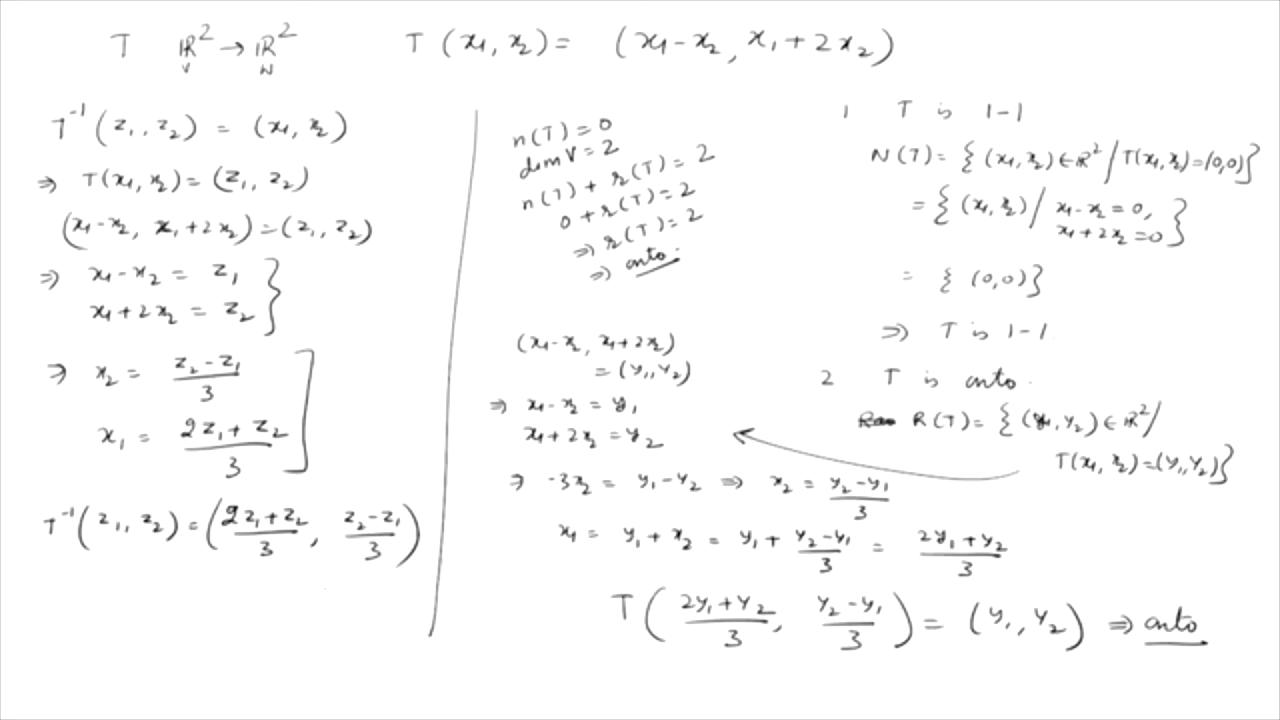 T ℝ² → ℝ² T(x₁, x₂) = (x₁ - x₂, x₁ + 2x₂)
V W
T⁻¹(z₁, z₂) = (x₁, x₂)
⇒ T(x₁, x₂) = (z₁, z₂)
(x₁ - x₂, x₁ + 2x₂) = (z₁, z₂)
⇒ x₁ - x₂ = z₁
x₁ + 2x₂ = z₂ }
⇒ x₂ = (z₂ - z₁)/3
x₁ = (2z₁ + z₂)/3 ]
T⁻¹(z₁, z₂) = ((2z₁ + z₂)/3, (z₂ - z₁)/3)
n(T) = 0
dim V = 2
n(T) + r(T) = 2
0 + r(T) = 2
⇒ r(T) = 2
⇒ onto.
1 T is 1-1
N(T) = { (x₁, x₂) ∈ ℝ² / T(x₁, x₂) = (0,0) }
= { (x₁, x₂) / x₁ - x₂ = 0,
x₁ + 2x₂ = 0 }
= { (0,0) }
⇒ T is 1-1
2 T is onto.
R(T) = { (y₁, y₂) ∈ ℝ² /
T(x₁, x₂) = (y₁, y₂) }
(x₁ - x₂, x₁ + 2x₂)
= (y₁, y₂)
⇒ x₁ - x₂ = y₁
x₁ + 2x₂ = y₂
⇒ -3x₂ = y₁ - y₂ ⇒ x₂ = (y₂ - y₁)/3
x₁ = y₁ + x₂ = y₁ + (y₂ - y₁)/3 = (2y₁ + y₂)/3
T((2y₁ + y₂)/3, (y₂ - y₁)/3) = (y₁, y₂) ⇒ onto